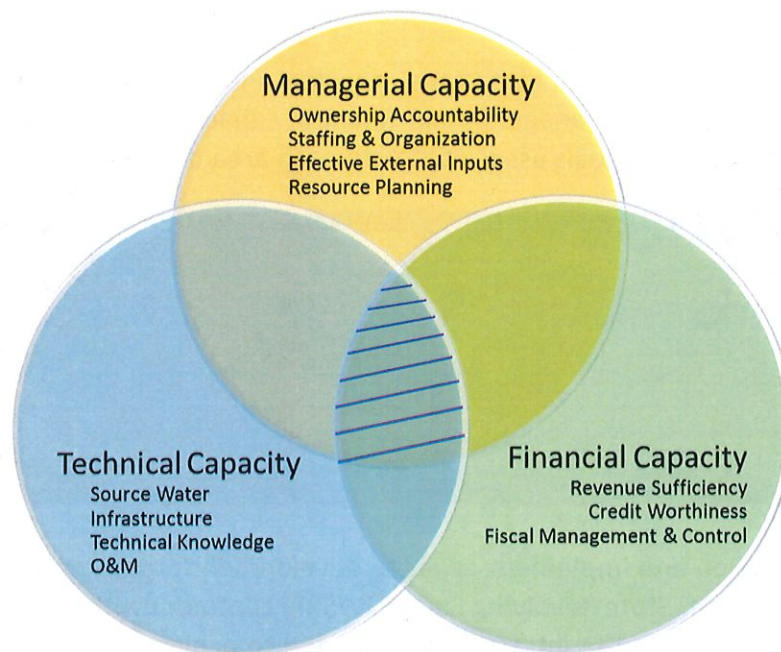 Managerial Capacity
Ownership Accountability
Staffing & Organization
Effective External Inputs
Resource Planning
Technical Capacity
Source Water
Infrastructure
Technical Knowledge
O&M
Financial Capacity
Revenue Sufficiency
Credit Worthiness
Fiscal Management & Control